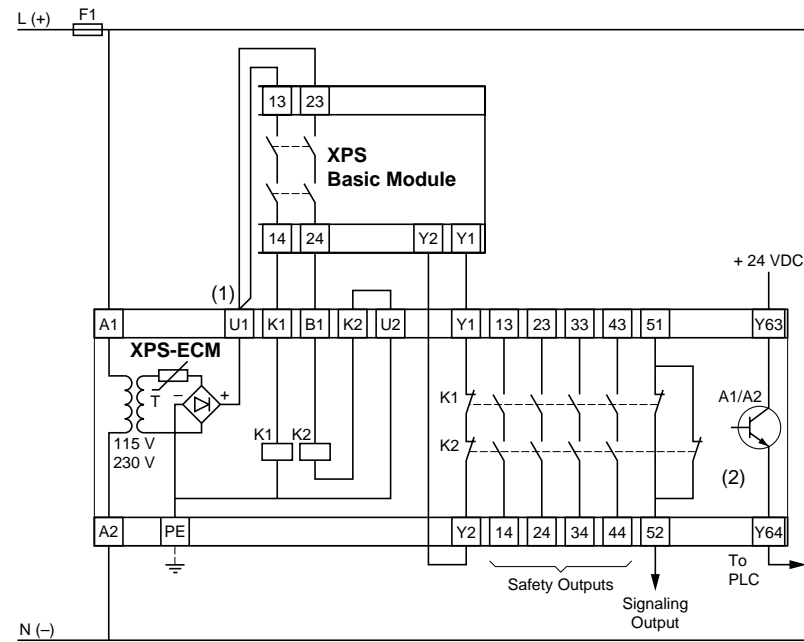 L (+)
F1
13 23
XPS
Basic Module
14 24 Y2 Y1
+ 24 VDC
(1)
A1 U1 K1 B1 K2 U2 Y1 13 23 33 43 51 Y63
XPS-ECM
T
– +
K1
A1/A2
115 V
230 V
K1 K2
K2
(2)
A2 PE Y2 14 24 34 44 52 Y64
To
PLC
Safety Outputs
Signaling
Output
N (–)